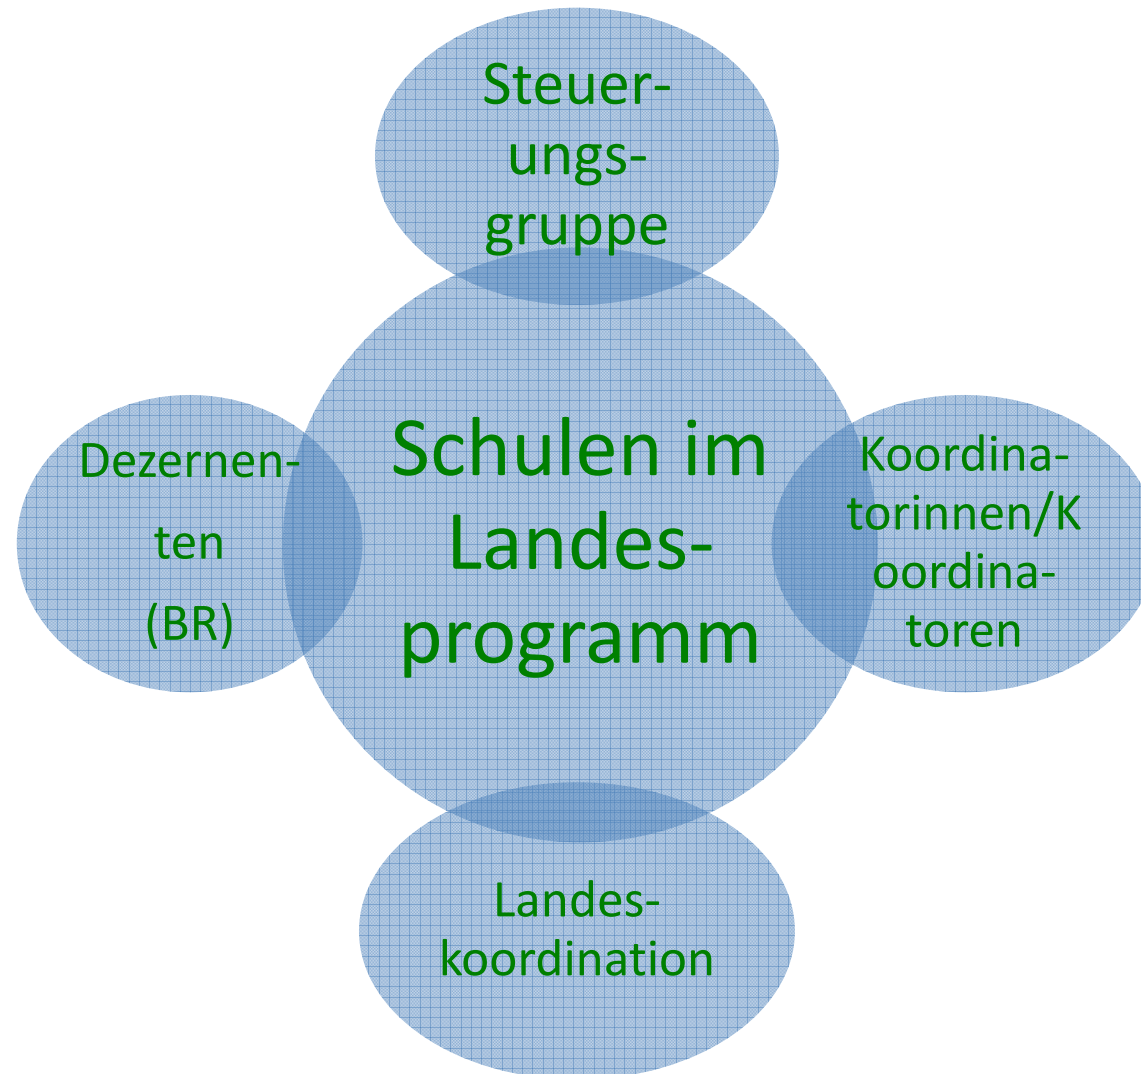 Steuer-
ungs-
gruppe
Dezernen-
ten
(BR)
Schulen im
Landes-
programm
Koordina-
torinnen/K
oordina-
toren
Landes-
koordination